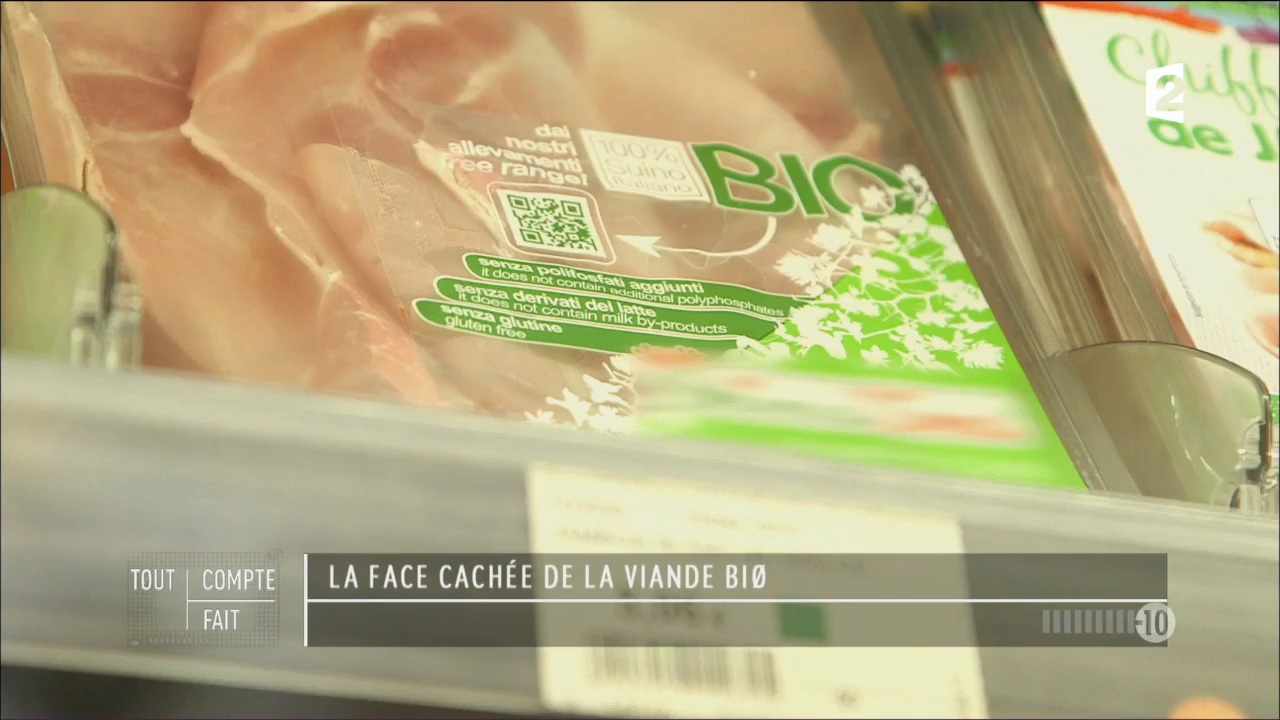 2
Chiff
de J
dai
nostri
allevamenti
free range!
100%
Suino
Italiano
BIO
senza polifosfati aggiunti
it does not contain additional polyphosphates
senza derivati del latte
it does not contain milk by-products
senza glutine
gluten free
TOUT COMPTE
FAIT
LA FACE CACHÉE DE LA VIANDE BIØ
-10